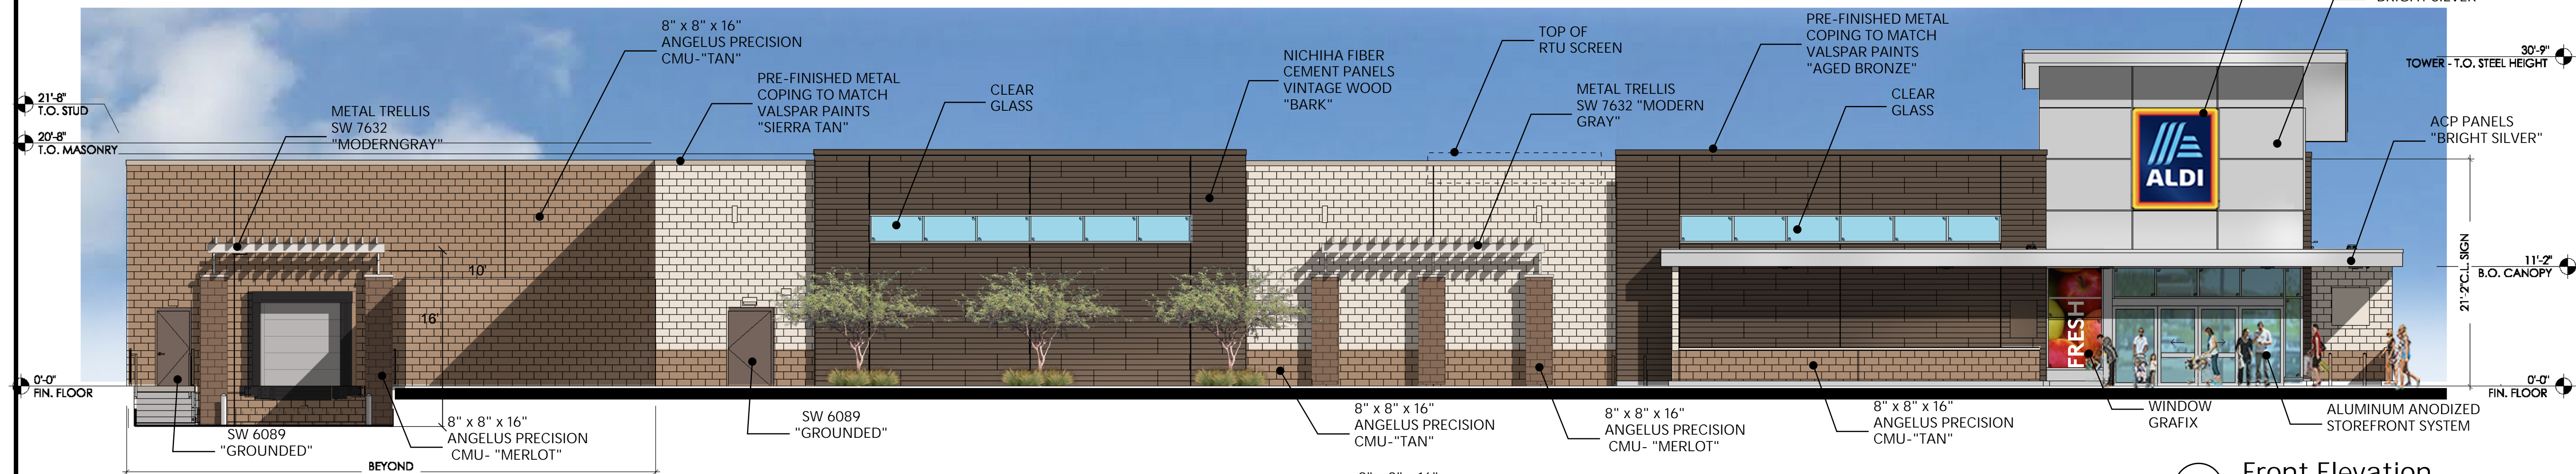 BRIGHT SILVER
8" x 8" x 16"
ANGELUS PRECISION
CMU-"TAN"
TOP OF
RTU SCREEN
PRE-FINISHED METAL
COPING TO MATCH
VALSPAR PAINTS
"AGED BRONZE"
30'-9"
TOWER - T.O. STEEL HEIGHT
NICHIHA FIBER
CEMENT PANELS
VINTAGE WOOD
"BARK"
PRE-FINISHED METAL
COPING TO MATCH
VALSPAR PAINTS
"SIERRA TAN"
CLEAR
GLASS
METAL TRELLIS
SW 7632 "MODERN
GRAY"
CLEAR
GLASS
21'-8"
T.O. STUD
METAL TRELLIS
SW 7632
"MODERNGRAY"
20'-8"
T.O. MASONRY
ACP PANELS
"BRIGHT SILVER"
ALDI
10'
16'
21'-2"C.L. SIGN
11'-2"
B.O. CANOPY
FRESH
0'-0"
FIN. FLOOR
0'-0"
FIN. FLOOR
SW 6089
"GROUNDED"
8" x 8" x 16"
ANGELUS PRECISION
CMU- "MERLOT"
SW 6089
"GROUNDED"
8" x 8" x 16"
ANGELUS PRECISION
CMU-"TAN"
8" x 8" x 16"
ANGELUS PRECISION
CMU- "MERLOT"
8" x 8" x 16"
ANGELUS PRECISION
CMU-"TAN"
WINDOW
GRAFIX
ALUMINUM ANODIZED
STOREFRONT SYSTEM
BEYOND
Front Elevation